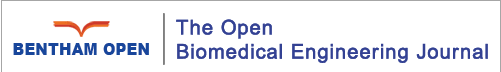 BENTHAM OPEN
The Open
Biomedical Engineering Journal